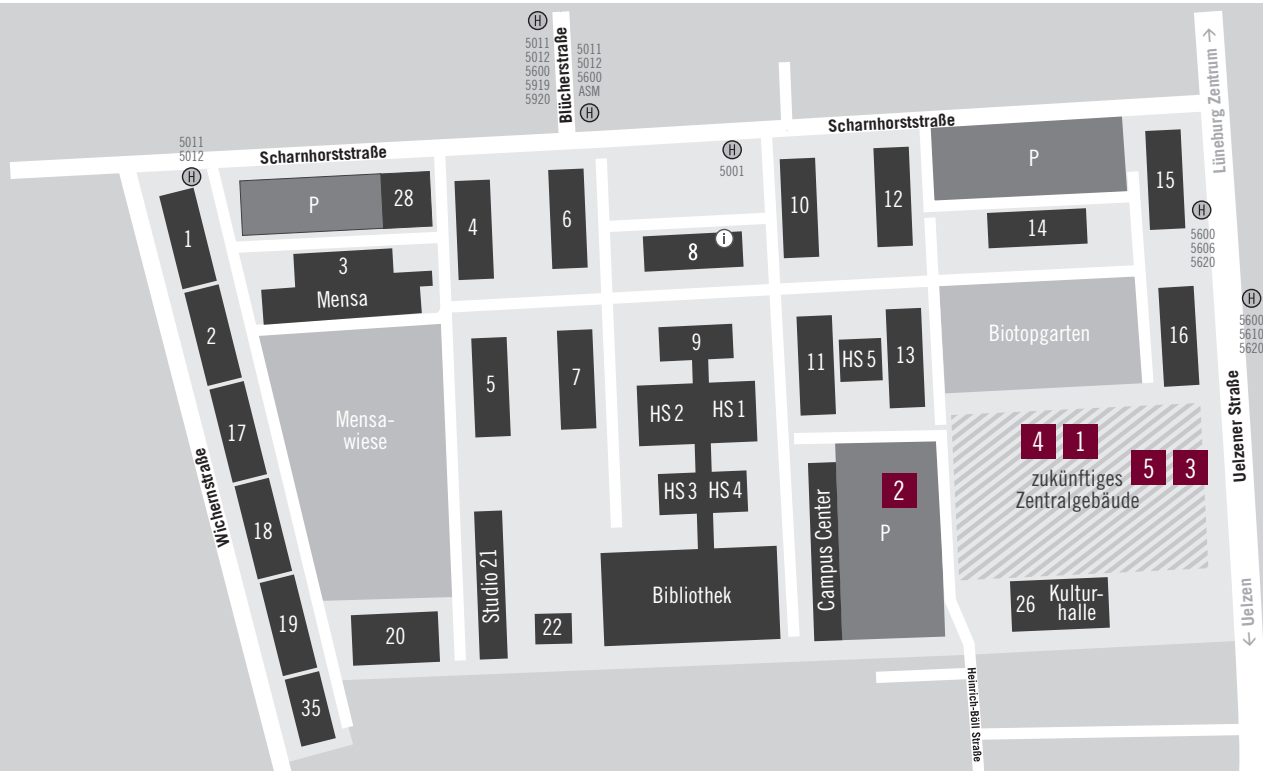 H
5011
5012
5600
5919
5920
Blücherstraße
5011
5012
5600
ASM
H
Lüneburg Zentrum →
5011
5012
H
Scharnhorststraße
Scharnhorststraße
H
5001
P
28
4
6
10
12
P
15
1
3
Mensa
8
i
14
H
5600
5606
5620
2
5
7
9
11
HS 5
13
Biotopgarten
16
H
5600
5610
5620
Mensa-
wiese
HS 2
HS 1
17
4
1
5
3
zukünftiges
Zentralgebäude
Uelzener Straße
Wichernstraße
18
HS 3
HS 4
Campus Center
2
P
Studio 21
Bibliothek
26
Kultur-
halle
19
20
22
← Uelzen
35
Heinrich-Böll Straße